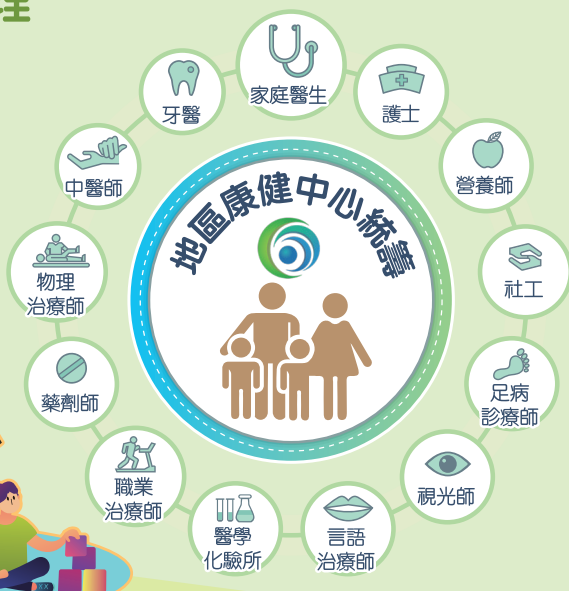 理
家庭醫生
護士
營養師
社工
足病
診療師
視光師
言語
治療師
醫學
化驗所
職業
治療師
藥劑師
物理
治療師
中醫師
牙醫
地區康健中心統籌